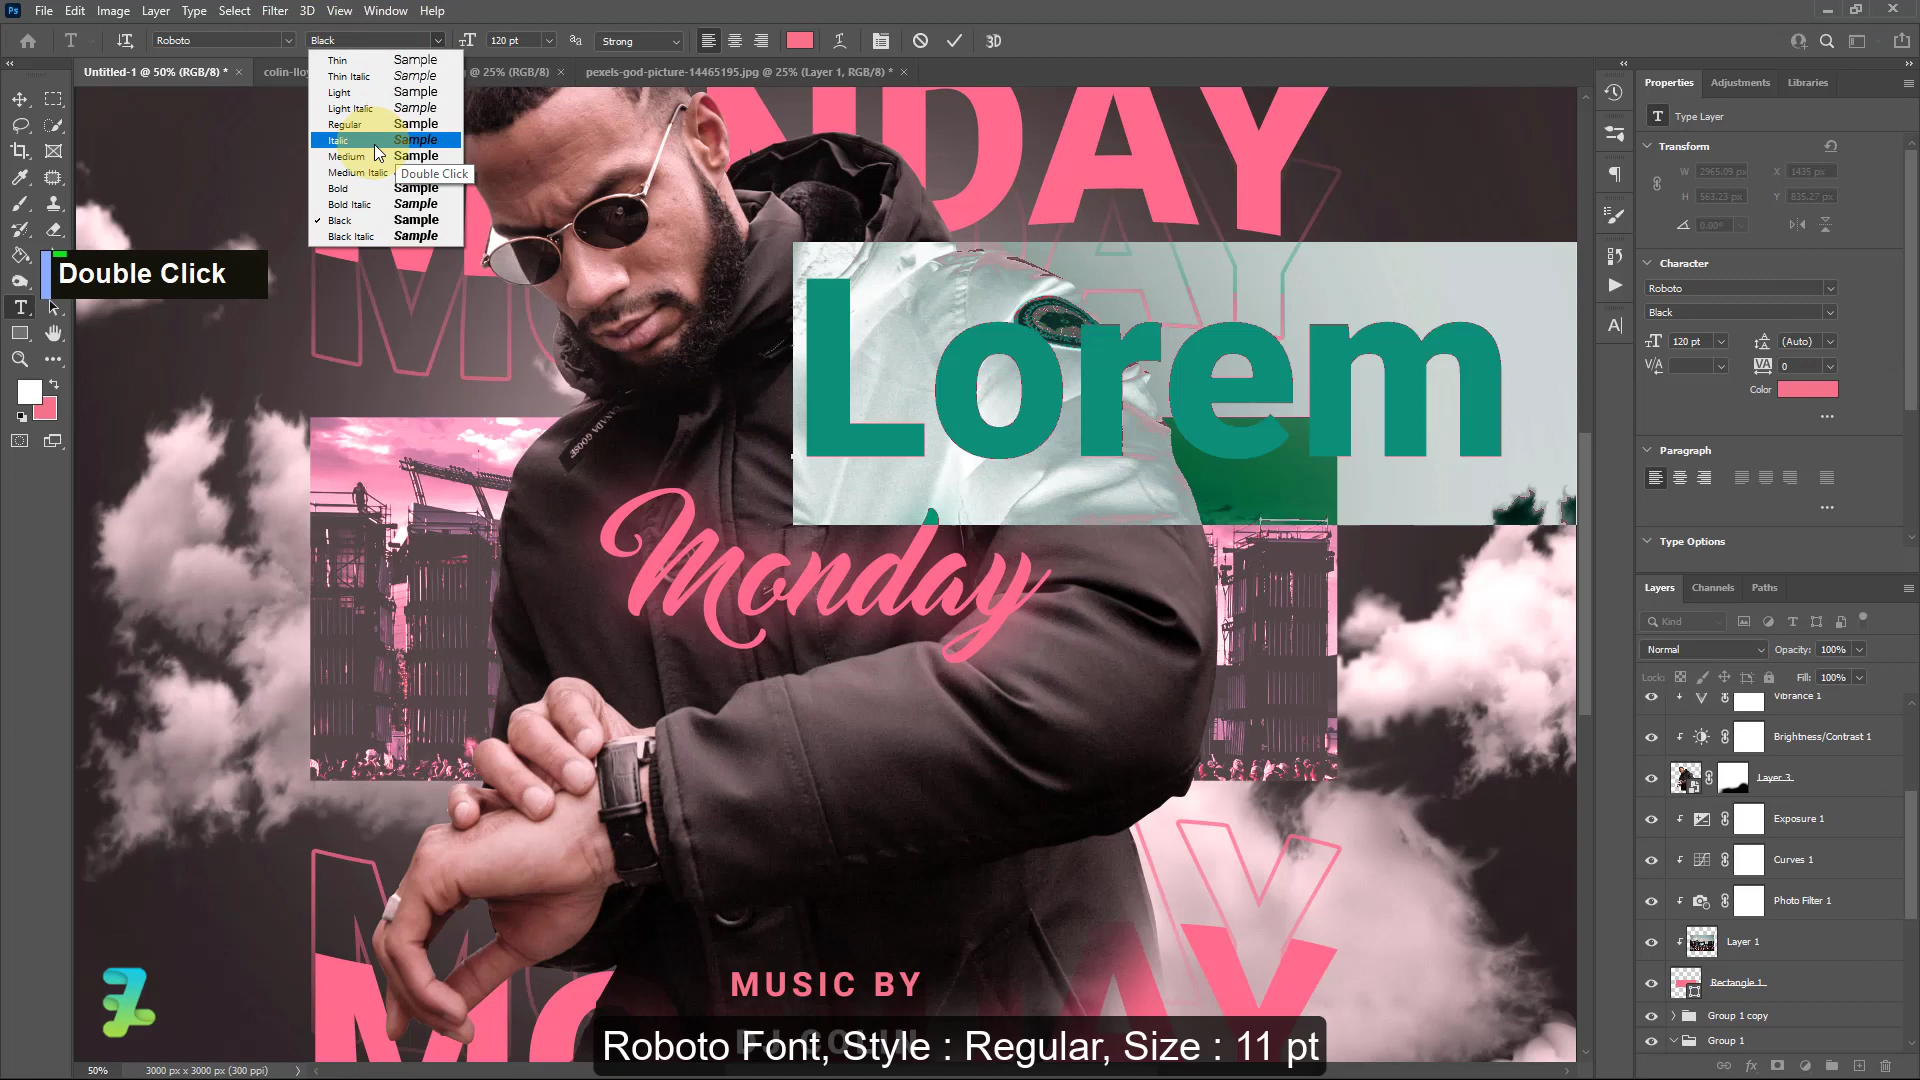 File Edit Image Layer Type Select Filter 3D View Window Help
Roboto Black 120 pt Strong 3D
Untitled-1 @ 50% (RGB/8) * × colin-lloy @ 25% (RGB/8) × pexels-god-picture-14465195.jpg @ 25% (Layer 1, RGB/8) * ×
Thin Sample
Thin Italic Sample
Light Sample
Light Italic Sample
Regular Sample
Italic Sample
Medium Sample
Medium Italic
Double Click
Bold Sample
Bold Italic Sample
Black Sample
Black Italic Sample
Double Click
NDAY
Lorem
CANADA GOOSE
Monday
MUSIC BY
Roboto Font, Style : Regular, Size : 11 pt
50% 3000 px x 3000 px (300 ppi)
Properties Adjustments Libraries
Type Layer
Transform
W 2965.09 px X 1435 px
H 563.23 px Y 835.27 px
0.00°
Character
Roboto
Black
120 pt (Auto)
0
Color
Paragraph
Type Options
Layers Channels Paths
Kind
Normal Opacity: 100%
Lock: Fill: 100%
Vibrance 1
Brightness/Contrast 1
Layer 3
Exposure 1
Curves 1
Photo Filter 1
Layer 1
Rectangle 1
Group 1 copy
Group 1